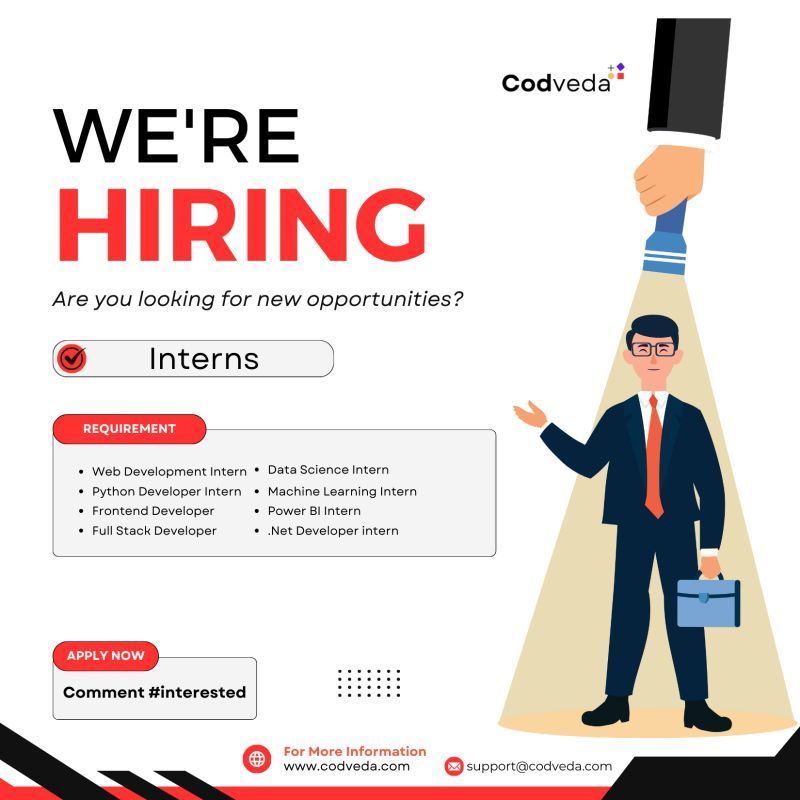 Codveda
WE'RE
HIRING
Are you looking for new opportunities?
Interns
REQUIREMENT
• Web Development Intern
• Python Developer Intern
• Frontend Developer
• Full Stack Developer
• Data Science Intern
• Machine Learning Intern
• Power BI Intern
• .Net Developer intern
APPLY NOW
Comment #interested
For More Information
www.codveda.com
support@codveda.com